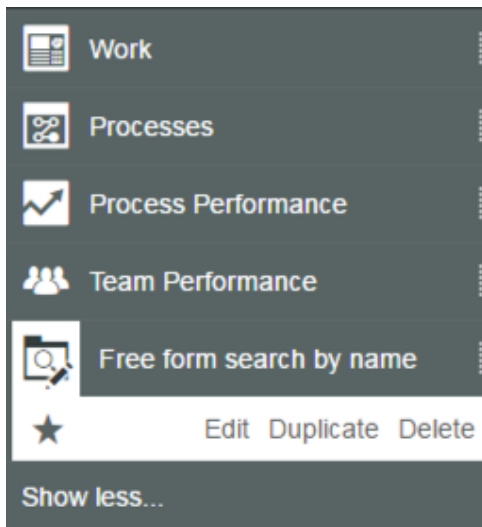 Work
Processes
Process Performance
Team Performance
Free form search by name
Edit Duplicate Delete
Show less...